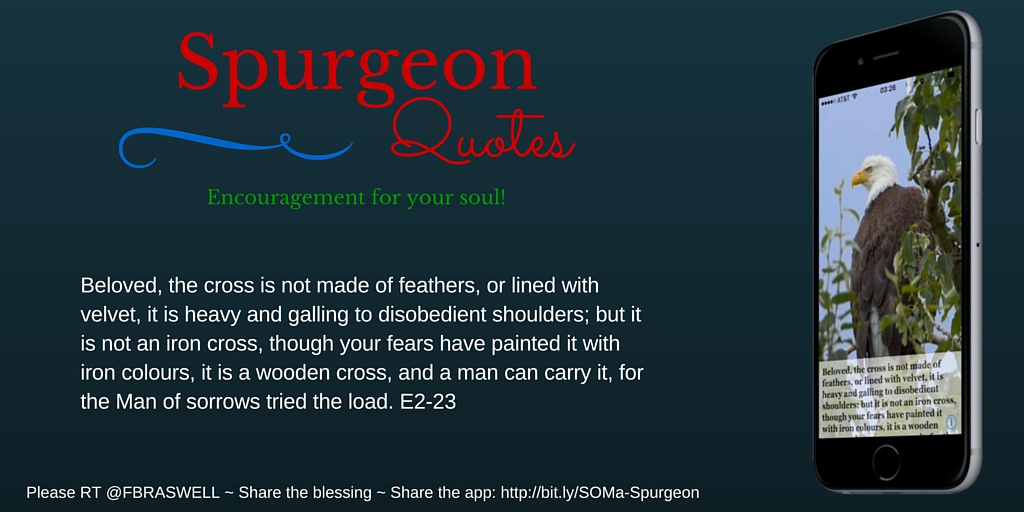 Spurgeon
Quotes
Encouragement for your soul!
Beloved, the cross is not made of feathers, or lined with
velvet, it is heavy and galling to disobedient shoulders; but it
is not an iron cross, though your fears have painted it with
iron colours, it is a wooden cross, and a man can carry it, for
the Man of sorrows tried the load. E2-23
Please RT @FBRASWELL ~ Share the blessing ~ Share the app: http://bit.ly/SOMa-Spurgeon
AT&T 03:26
Beloved, the cross is not made of
feathers, or lined with velvet, it is
heavy and galling to disobedient
shoulders; but it is not an iron cross,
though your fears have painted it
with iron colours, it is a wooden